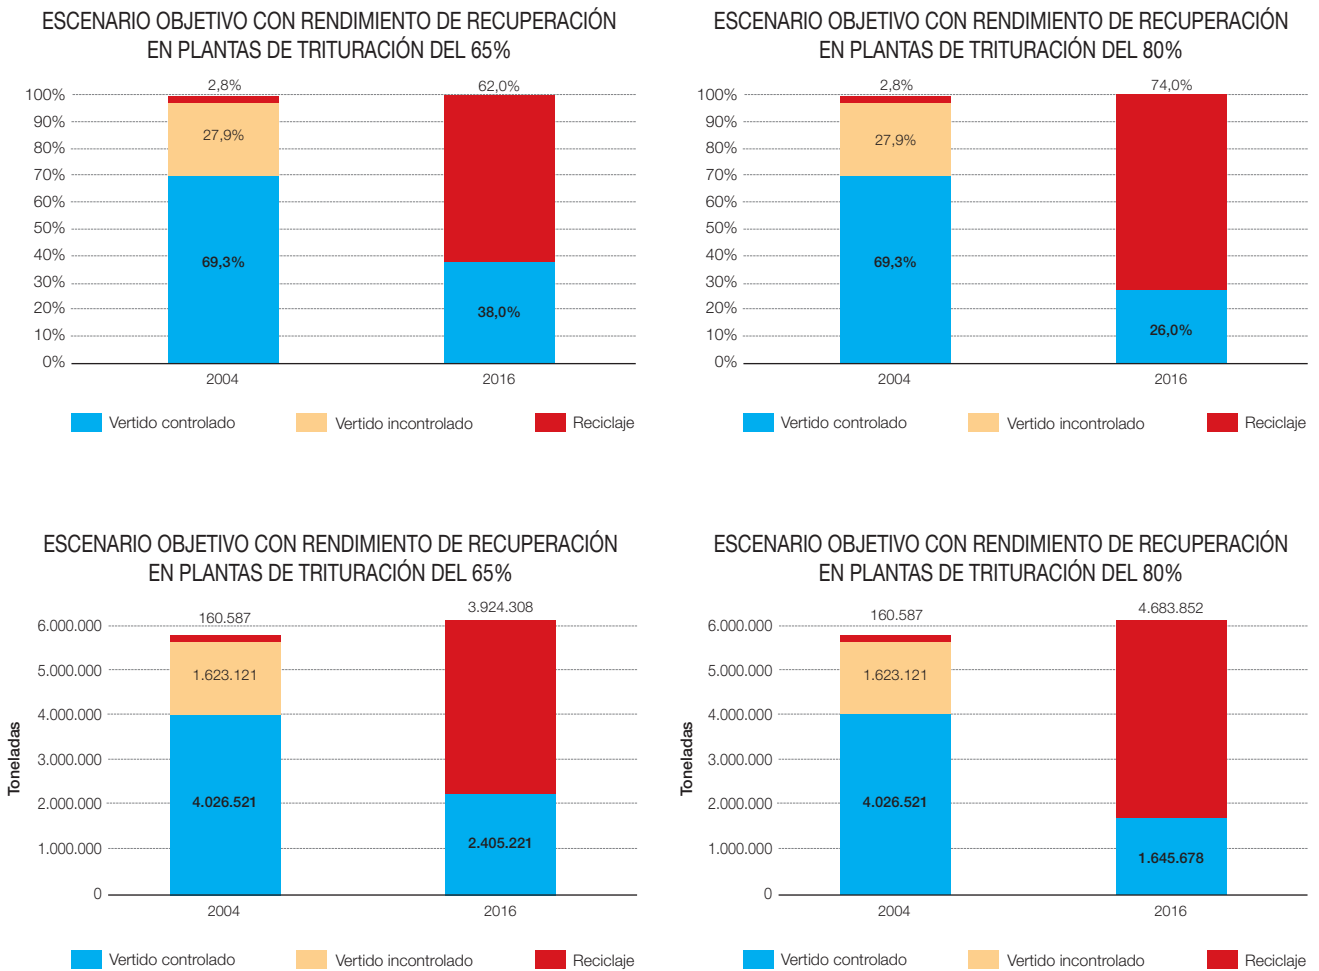 ESCENARIO OBJETIVO CON RENDIMIENTO DE RECUPERACIÓN
EN PLANTAS DE TRITURACIÓN DEL 65%
2,8%
62,0%
100%
90%
80%
70%
60%
50%
40%
30%
20%
10%
0%
27,9%
69,3%
38,0%
2004
2016
Vertido controlado
Vertido incontrolado
Reciclaje
ESCENARIO OBJETIVO CON RENDIMIENTO DE RECUPERACIÓN
EN PLANTAS DE TRITURACIÓN DEL 80%
2,8%
74,0%
100%
90%
80%
70%
60%
50%
40%
30%
20%
10%
0%
27,9%
69,3%
26,0%
2004
2016
Vertido controlado
Vertido incontrolado
Reciclaje
ESCENARIO OBJETIVO CON RENDIMIENTO DE RECUPERACIÓN
EN PLANTAS DE TRITURACIÓN DEL 65%
160.587
3.924.308
Toneladas
6.000.000
5.000.000
4.000.000
3.000.000
2.000.000
1.000.000
0
1.623.121
4.026.521
2.405.221
2004
2016
Vertido controlado
Vertido incontrolado
Reciclaje
ESCENARIO OBJETIVO CON RENDIMIENTO DE RECUPERACIÓN
EN PLANTAS DE TRITURACIÓN DEL 80%
160.587
4.683.852
Toneladas
6.000.000
5.000.000
4.000.000
3.000.000
2.000.000
1.000.000
0
1.623.121
4.026.521
1.645.678
2004
2016
Vertido controlado
Vertido incontrolado
Reciclaje